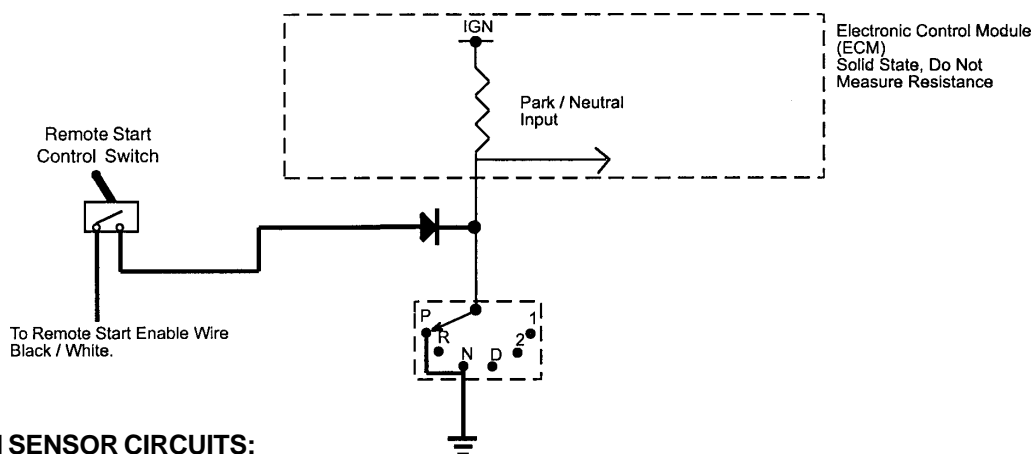 IGN
Electronic Control Module
(ECM)
Solid State, Do Not
Measure Resistance
Park / Neutral
Input
Remote Start
Control Switch
To Remote Start Enable Wire
Black / White.
P
R
N
D
2
1
SENSOR CIRCUITS: